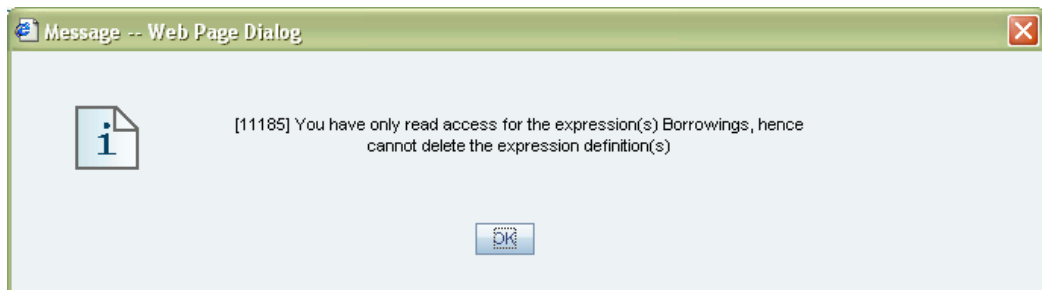 Message -- Web Page Dialog
[11185] You have only read access for the expression(s) Borrowings, hence
cannot delete the expression definition(s)
OK